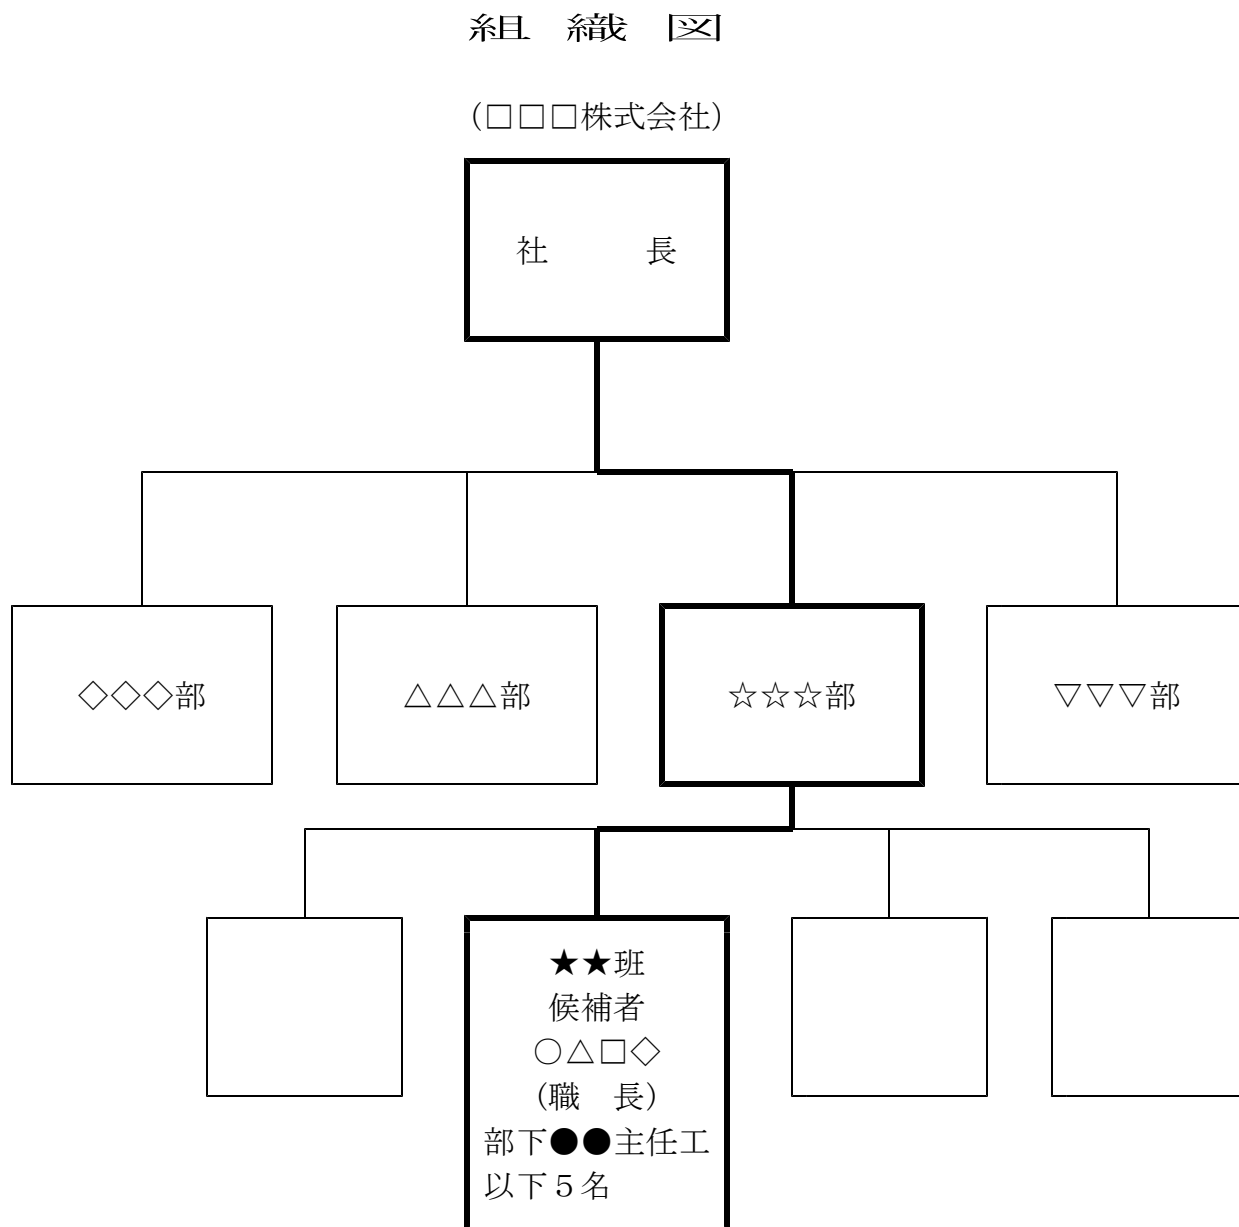 組　織　図
（□□□株式会社）
社　　　長
◇◇◇部
△△△部
☆☆☆部
▽▽▽部
★★班
候補者
○△□◇
（職　長）
部下●●主任工
以下５名